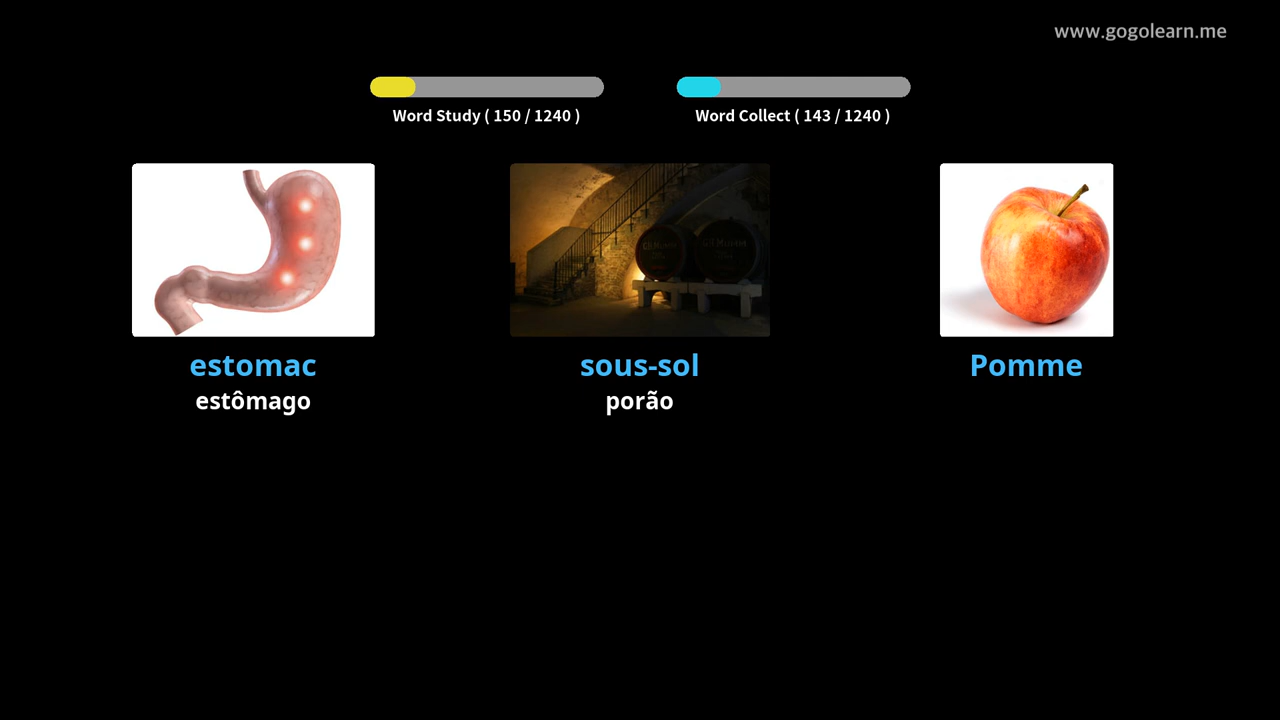 www.gogolearn.me
Word Study ( 150 / 1240 )
Word Collect ( 143 / 1240 )
estomac
estômago
sous-sol
porão
Pomme